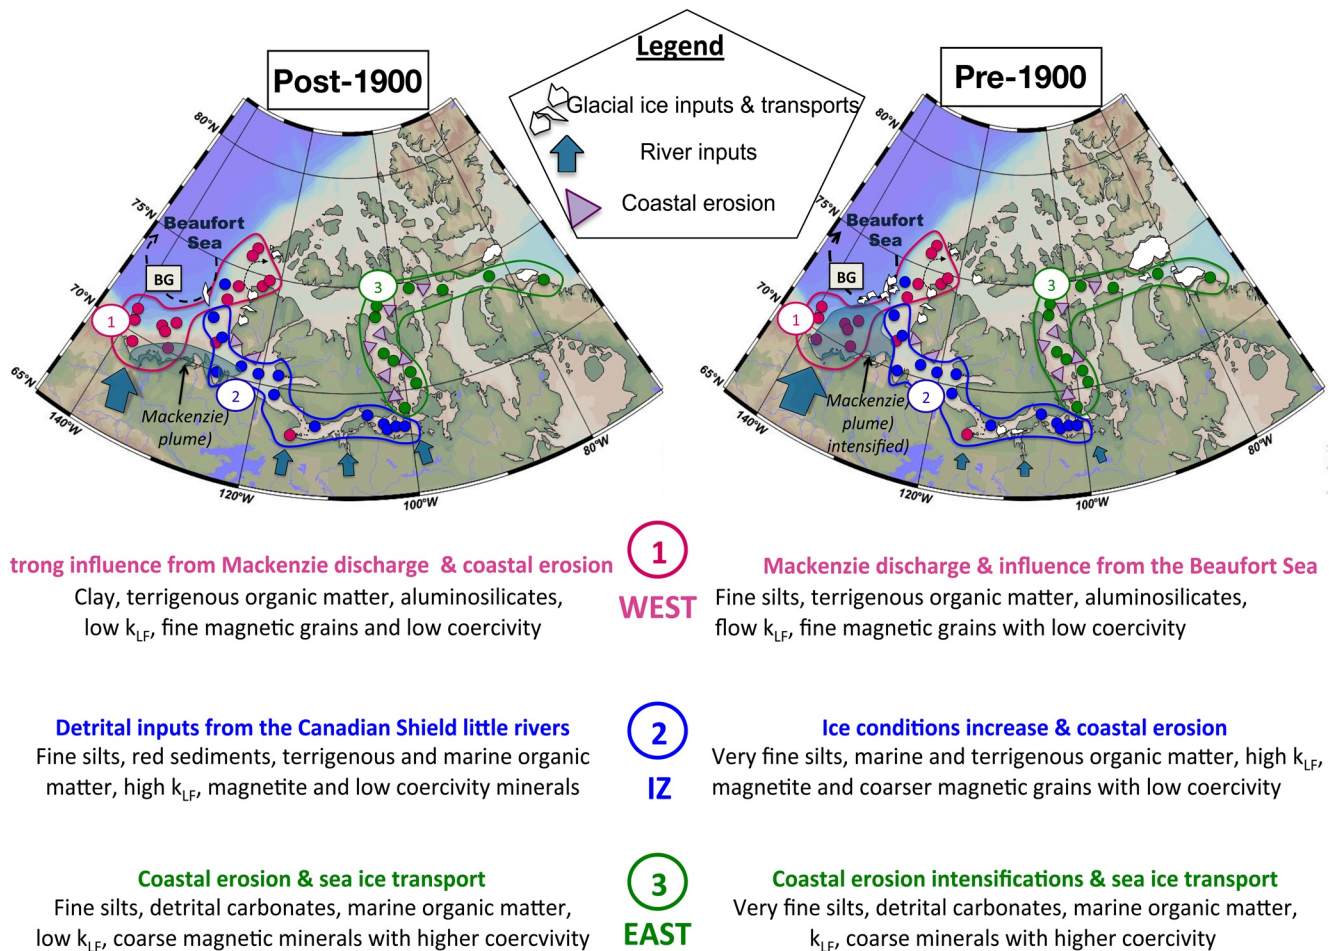 Post-1900
Legend
Glacial ice inputs & transports
River inputs
Coastal erosion
Pre-1900
80°N
75°N
70°N
65°N
140°W
120°W
100°W
80°W
Beaufort
Sea
BG
1
2
3
Mackenzie)
plume)
80°N
75°N
70°N
65°N
140°W
120°W
100°W
80°W
Beaufort
Sea
BG
1
2
3
Mackenzie)
plume)
intensified)
1
WEST
trong influence from Mackenzie discharge & coastal erosion
Clay, terrigenous organic matter, aluminosilicates,
low kLF, fine magnetic grains and low coercivity
Mackenzie discharge & influence from the Beaufort Sea
Fine silts, terrigenous organic matter, aluminosilicates,
flow kLF, fine magnetic grains with low coercivity
2
IZ
Detrital inputs from the Canadian Shield little rivers
Fine silts, red sediments, terrigenous and marine organic
matter, high kLF, magnetite and low coercivity minerals
Ice conditions increase & coastal erosion
Very fine silts, marine and terrigenous organic matter, high kLF,
magnetite and coarser magnetic grains with low coercivity
3
EAST
Coastal erosion & sea ice transport
Fine silts, detrital carbonates, marine organic matter,
low kLF, coarse magnetic minerals with higher coercvivity
Coastal erosion intensifications & sea ice transport
Very fine silts, detrital carbonates, marine organic matter,
kLF, coarse minerals with higher coercivity